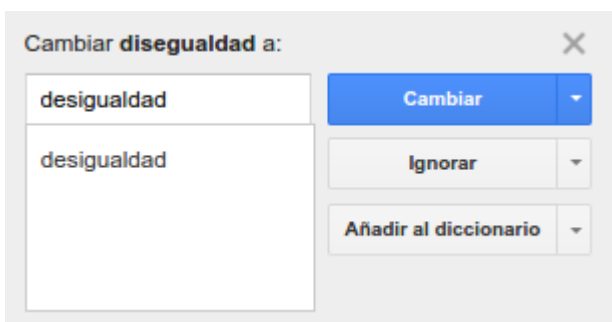 Cambiar disegualdad a:
desigualdad
Cambiar
desigualdad
Ignorar
Añadir al diccionario